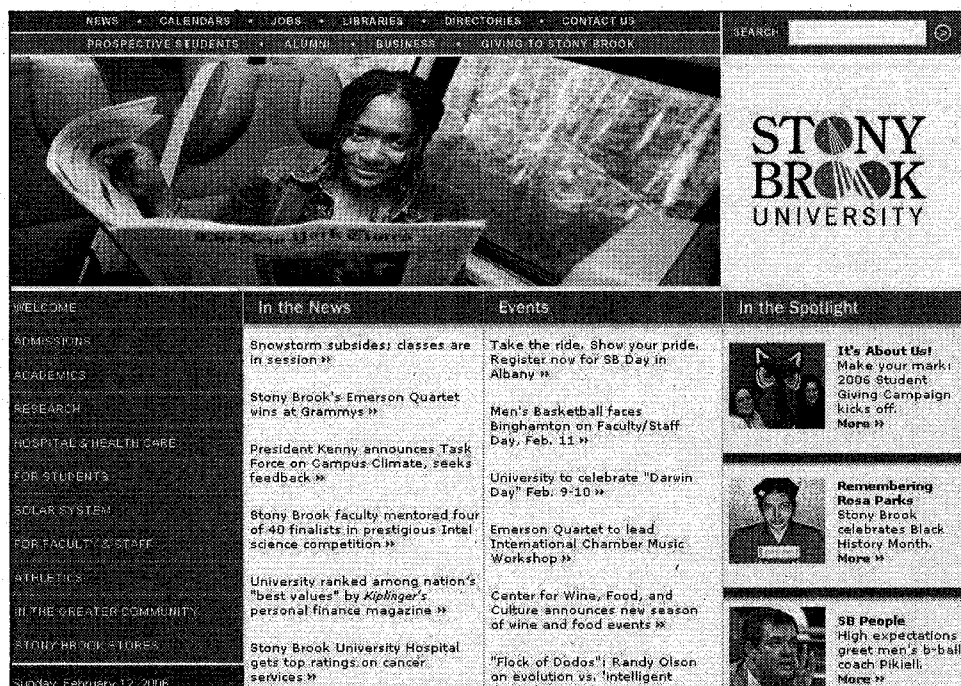 NEWS • CALENDARS • JOBS • LIBRARIES • DIRECTORIES • CONTACT US
PROSPECTIVE STUDENTS • ALUMNI • BUSINESS • GIVING TO STONY BROOK
SEARCH
The New York Times
STONY
BROOK
UNIVERSITY
WELCOME
ADMISSIONS
ACADEMICS
RESEARCH
HOSPITAL & HEALTH CARE
FOR STUDENTS
SOLAR SYSTEM
FOR FACULTY & STAFF
ATHLETICS
IN THE GREATER COMMUNITY
STONY BROOK STORES
Sunday, February 12, 2006
In the News
Snowstorm subsides; classes are
in session »
Stony Brook's Emerson Quartet
wins at Grammys »
President Kenny announces Task
Force on Campus Climate, seeks
feedback »
Stony Brook faculty mentored four
of 40 finalists in prestigious Intel
science competition »
University ranked among nation's
"best values" by Kiplinger's
personal finance magazine »
Stony Brook University Hospital
gets top ratings on cancer
services »
Events
Take the ride. Show your pride.
Register now for SB Day in
Albany »
Men's Basketball faces
Binghamton on Faculty/Staff
Day, Feb. 11 »
University to celebrate "Darwin
Day" Feb. 9-10 »
Emerson Quartet to lead
International Chamber Music
Workshop »
Center for Wine, Food, and
Culture announces new season
of wine and food events »
"Flock of Dodos": Randy Olson
on evolution vs. 'intelligent
In the Spotlight
It's About Us!
Make your mark:
2006 Student
Giving Campaign
kicks off.
More »
Remembering
Rosa Parks
Stony Brook
celebrates Black
History Month.
More »
SB People
High expectations
greet men's b-ball
coach Pikiell.
More »